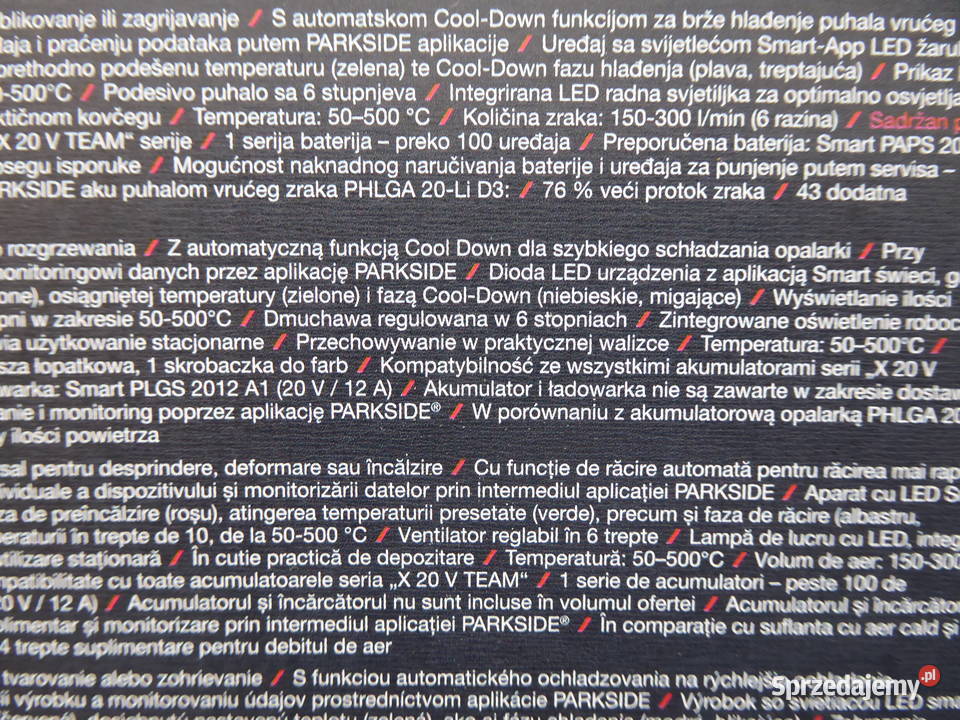 blikovanje ili zagrijavanje / S automatskom Cool-Down funkcijom za brže hlađenje puhala vrućeg
đaja i praćenju podataka putem PARKSIDE aplikacije / Uređaj sa svijetlećom Smart-App LED žarul
prethodno podešenu temperaturu (zelena) te Cool-Down fazu hlađenja (plava, treptajuća) / Prikaz
0-500°C / Podesivo puhalo sa 6 stupnjeva / Integrirana LED radna svjetiljka za optimalno osvjetlja
ktičnom kovčegu / Temperatura: 50–500 °C / Količina zraka: 150-300 l/min (6 razina) / Sadržan p
X 20 V TEAM“ serije / 1 serija baterija – preko 100 uređaja / Preporučena baterija: Smart PAPS 20
osegu isporuke / Mogućnost naknadnog naručivanja baterije i uređaja za punjenje putem servisa –
RKSIDE aku puhalom vrućeg zraka PHLGA 20-Li D3: / 76 % veći protok zraka / 43 dodatna
o rozgrzewania / Z automatyczną funkcją Cool Down dla szybkiego schładzania opalarki / Przy
monitoringowi danych przez aplikację PARKSIDE / Dioda LED urządzenia z aplikacją Smart świeci, g
one), osiągniętej temperatury (zielone) i fazą Cool-Down (niebieskie, migające) / Wyświetlanie ilości
pni w zakresie 50-500°C / Dmuchawa regulowana w 6 stopniach / Zintegrowane oświetlenie roboc
wia użytkowanie stacjonarne / Przechowywanie w praktycznej walizce / Temperatura: 50–500°C /
sza łopatkowa, 1 skrobaczka do farb / Kompatybilność ze wszystkimi akumulatorami serii „X 20 V
warka: Smart PLGS 2012 A1 (20 V / 12 A) / Akumulator i ładowarka nie są zawarte w zakresie dostaw
anie i monitoring poprzez aplikację PARKSIDE® / W porównaniu z akumulatorową opalarką PHLGA 20
y ilości powietrza
sal pentru desprindere, deformare sau încălzire / Cu funcție de răcire automată pentru răcirea mai rap
dividuale a dispozitivului și monitorizării datelor prin intermediul aplicației PARKSIDE / Aparat cu LED S
za de preîncălzire (roșu), atingerea temperaturii presetate (verde), precum și faza de răcire (albastru,
peraturii în trepte de 10, de la 50-500 °C / Ventilator reglabil în 6 trepte / Lampă de lucru cu LED, integ
utilizare staționară / În cutie practică de depozitare / Temperatură: 50–500°C / Volum de aer: 150-300
mpatibilitate cu toate acumulatoarele seria „X 20 V TEAM“ / 1 serie de acumulatori – peste 100 de
20 V / 12 A) / Acumulatorul și încărcătorul nu sunt incluse în volumul ofertei / Acumulatorul și încărcăto
plimentar și monitorizare prin intermediul aplicației PARKSIDE® / În comparație cu suflanta cu aer cald și
4 trepte suplimentare pentru debitul de aer
tvarovanie alebo zohrievanie / S funkciou automatického ochladzovania na rýchlejšie
ii výrobku a monitorovaniu údajov prostredníctvom aplikácie PARKSIDE / Výrobok so svietiacou LED sma
Sprzedajemy.pl